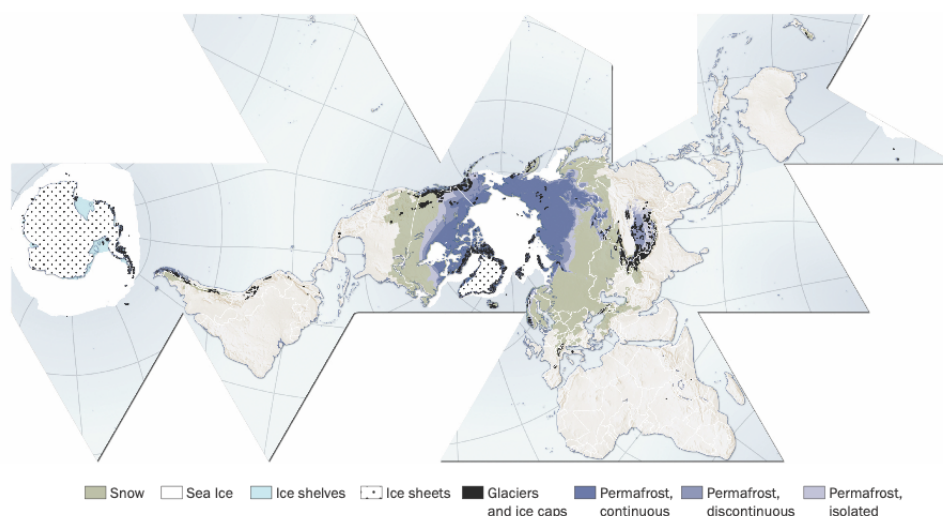 Snow
Sea Ice
Ice shelves
Ice sheets
Glaciers
and ice caps
Permafrost,
continuous
Permafrost,
discontinuous
Permafrost,
isolated